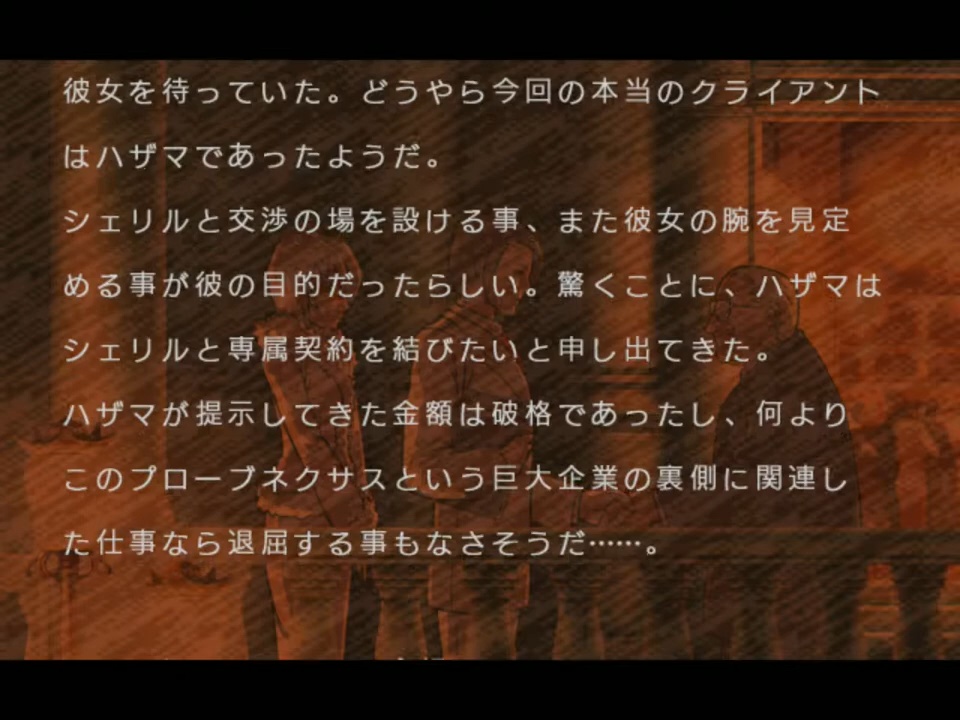 彼女を待っていた。どうやら今回の本当のクライアント
はハザマであったようだ。
シェリルと交渉の場を設ける事、また彼女の腕を見定
める事が彼の目的だったらしい。驚くことに、ハザマは
シェリルと専属契約を結びたいと申し出てきた。
ハザマが提示してきた金額は破格であったし、何より
このプローブネクサスという巨大企業の裏側に関連し
た仕事なら退屈する事もなさそうだ……。